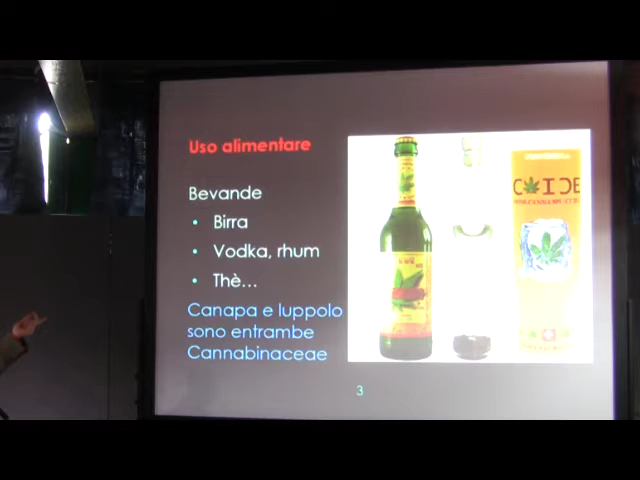 Uso alimentare
Bevande
• Birra
• Vodka, rhum
• Thè...
Canapa e luppolo
sono entrambe
Cannabinaceae
3